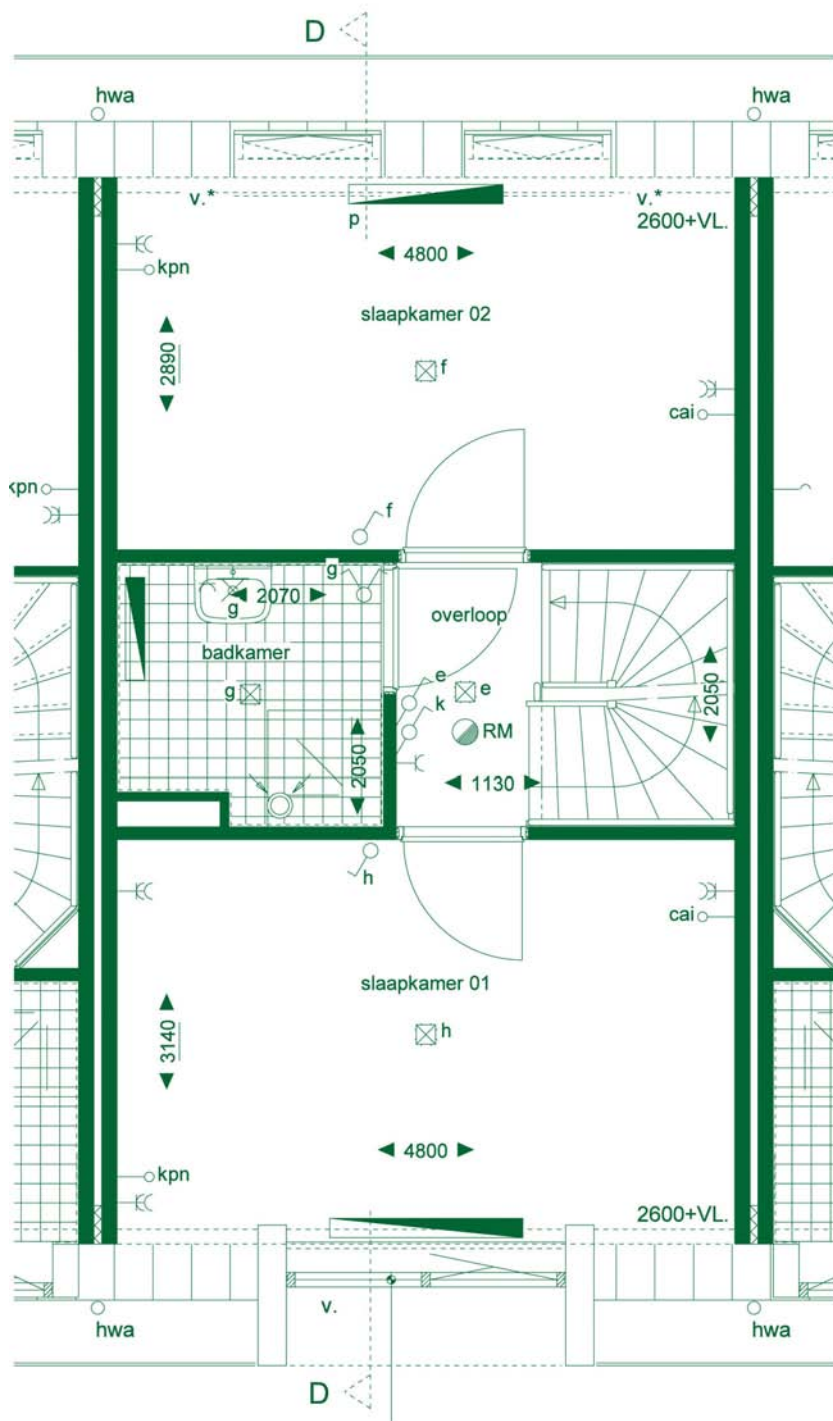 D
hwa
hwa
v.*
p
v.*
2600+VL.
kpn
4800
slaapkamer 02
2890
f
cai
kpn
f
g
g
2070
overloop
badkamer
g
e
e
k
RM
2050
2050
1130
h
cai
slaapkamer 01
h
3140
4800
kpn
2600+VL.
v.
hwa
hwa
D